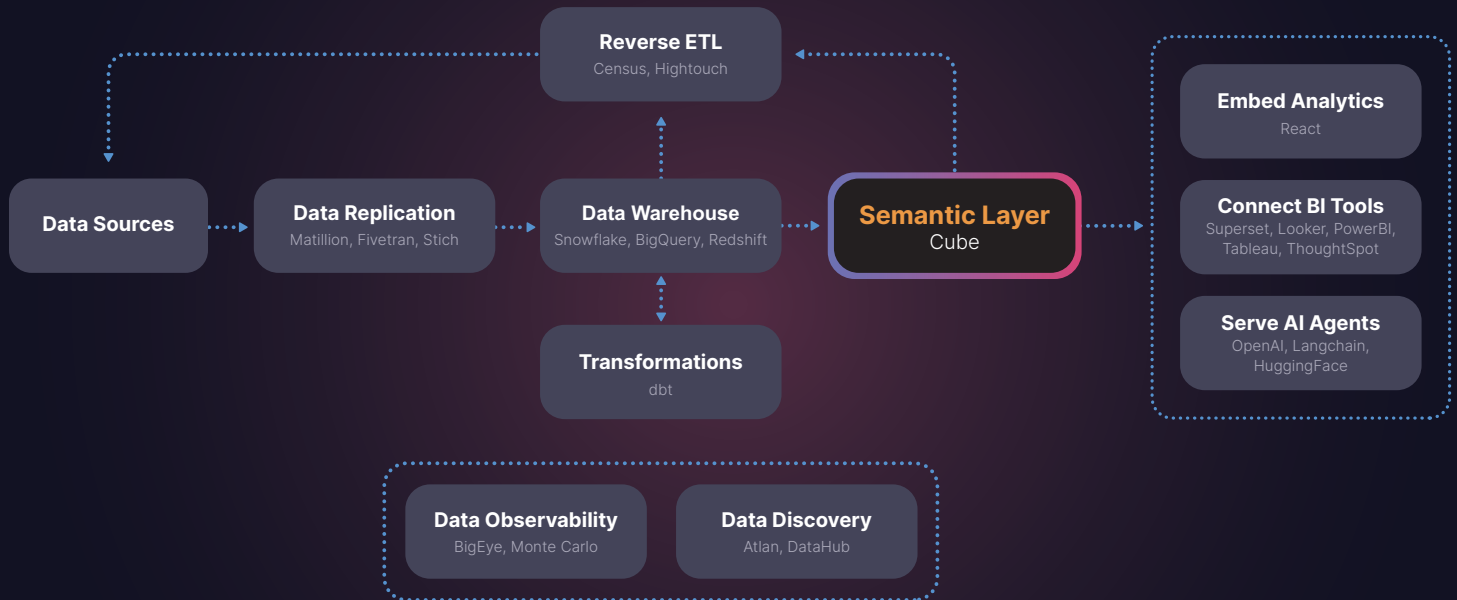 Reverse ETL
Census, Hightouch
Data Sources
Data Replication
Matillion, Fivetran, Stich
Data Warehouse
Snowflake, BigQuery, Redshift
Semantic Layer
Cube
Transformations
dbt
Embed Analytics
React
Connect BI Tools
Superset, Looker, PowerBI,
Tableau, ThoughtSpot
Serve AI Agents
OpenAI, Langchain,
HuggingFace
Data Observability
BigEye, Monte Carlo
Data Discovery
Atlan, DataHub